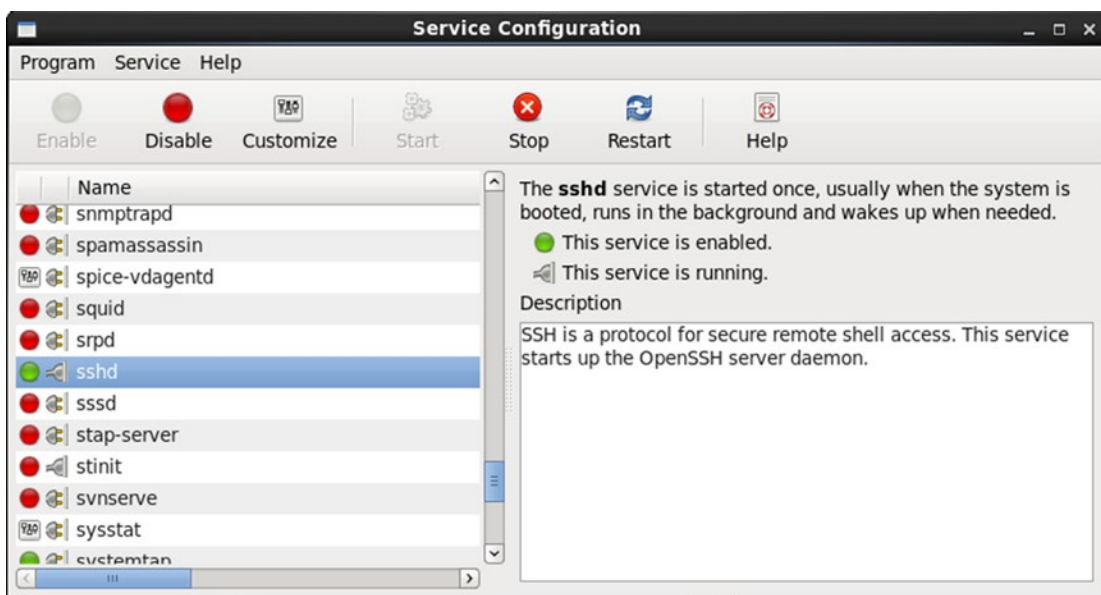 Service Configuration
Program Service Help
Enable Disable Customize Start Stop Restart Help
Name
snmptrapd
spamassassin
spice-vdagentd
squid
srpd
sshd
sssd
stap-server
stinit
svnserve
sysstat
systemtap
The sshd service is started once, usually when the system is
booted, runs in the background and wakes up when needed.
This service is enabled.
This service is running.
Description
SSH is a protocol for secure remote shell access. This service
starts up the OpenSSH server daemon.